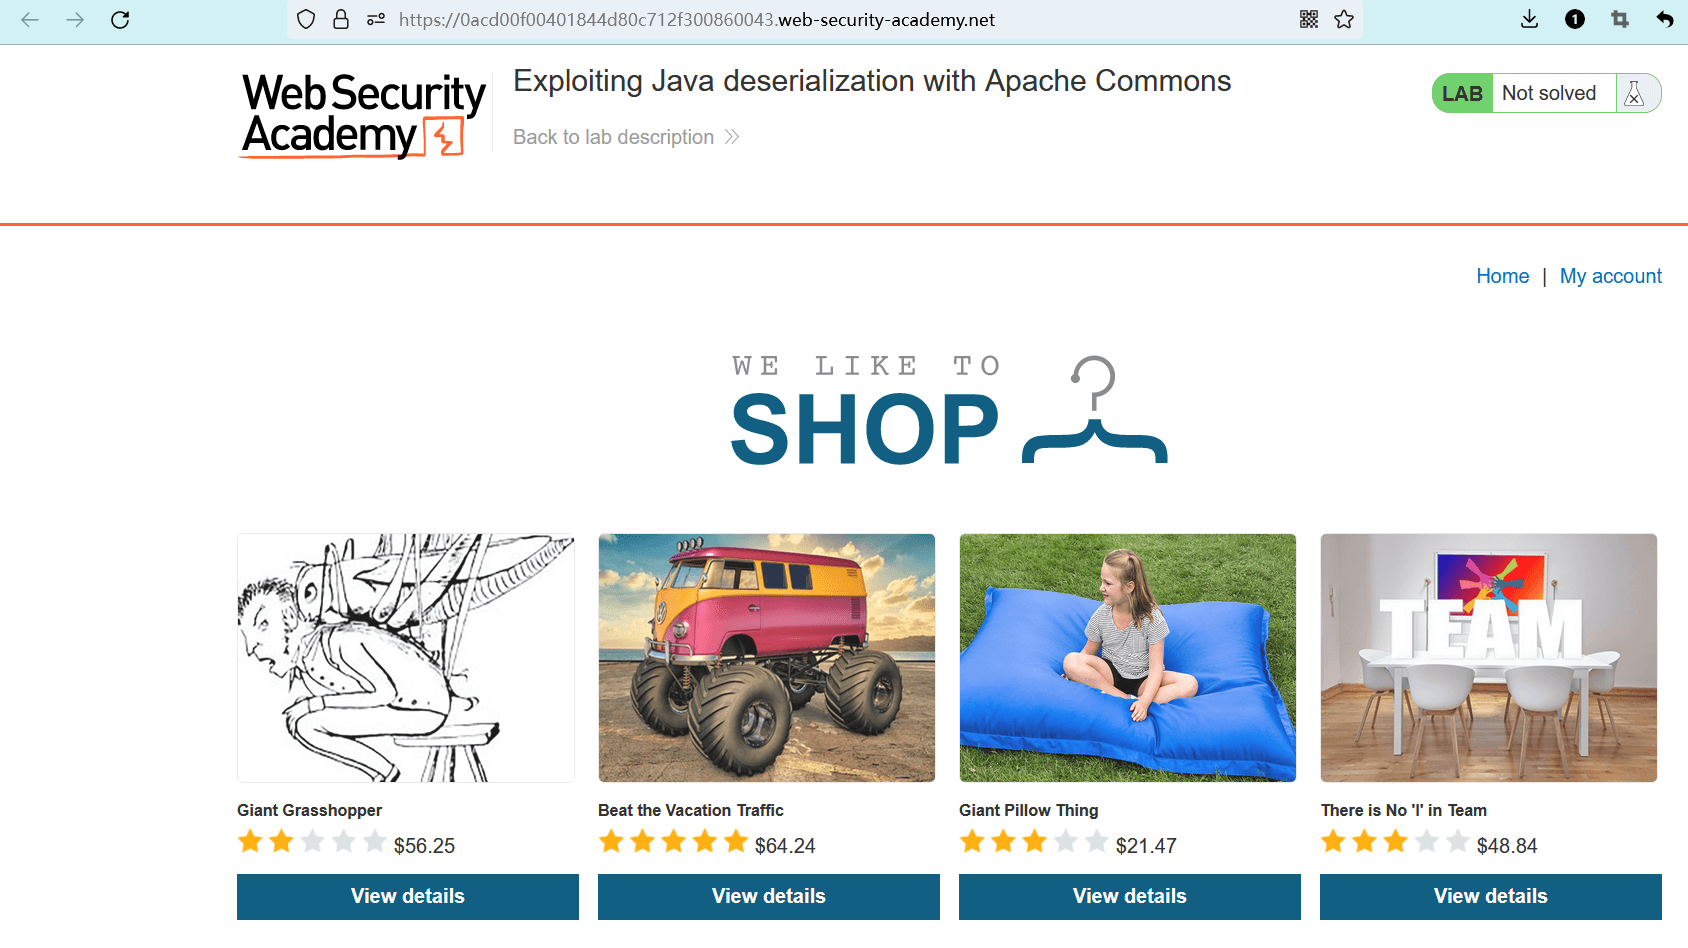 https://0acd00f00401844d80c712f300860043.web-security-academy.net
1
Web Security
Academy
Exploiting Java deserialization with Apache Commons
Back to lab description
LAB Not solved
Home | My account
WE LIKE TO
SHOP
TEAM
Giant Grasshopper
$56.25
View details
Beat the Vacation Traffic
$64.24
View details
Giant Pillow Thing
$21.47
View details
There is No 'I' in Team
$48.84
View details